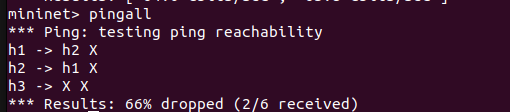 mininet> pingall
*** Ping: testing ping reachability
h1 -> h2 X
h2 -> h1 X
h3 -> X X
*** Results: 66% dropped (2/6 received)